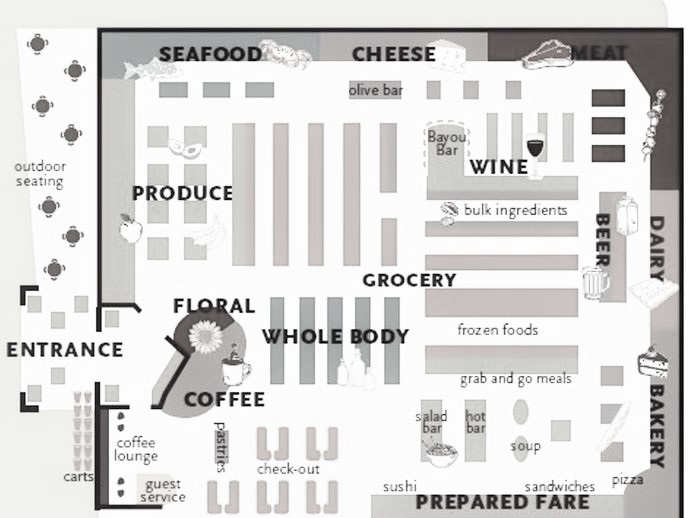 SEAFOOD
CHEESE
MEAT
olive bar
outdoor
seating
PRODUCE
Bayou
Bar
WINE
bulk ingredients
BEER
DAIRY
GROCERY
FLORAL
ENTRANCE
WHOLE BODY
frozen foods
grab and go meals
COFFEE
BAKERY
salad
bar
hot
bar
soup
pastries
check-out
coffee
lounge
carts
guest
service
sushi
sandwiches
pizza
PREPARED FARE